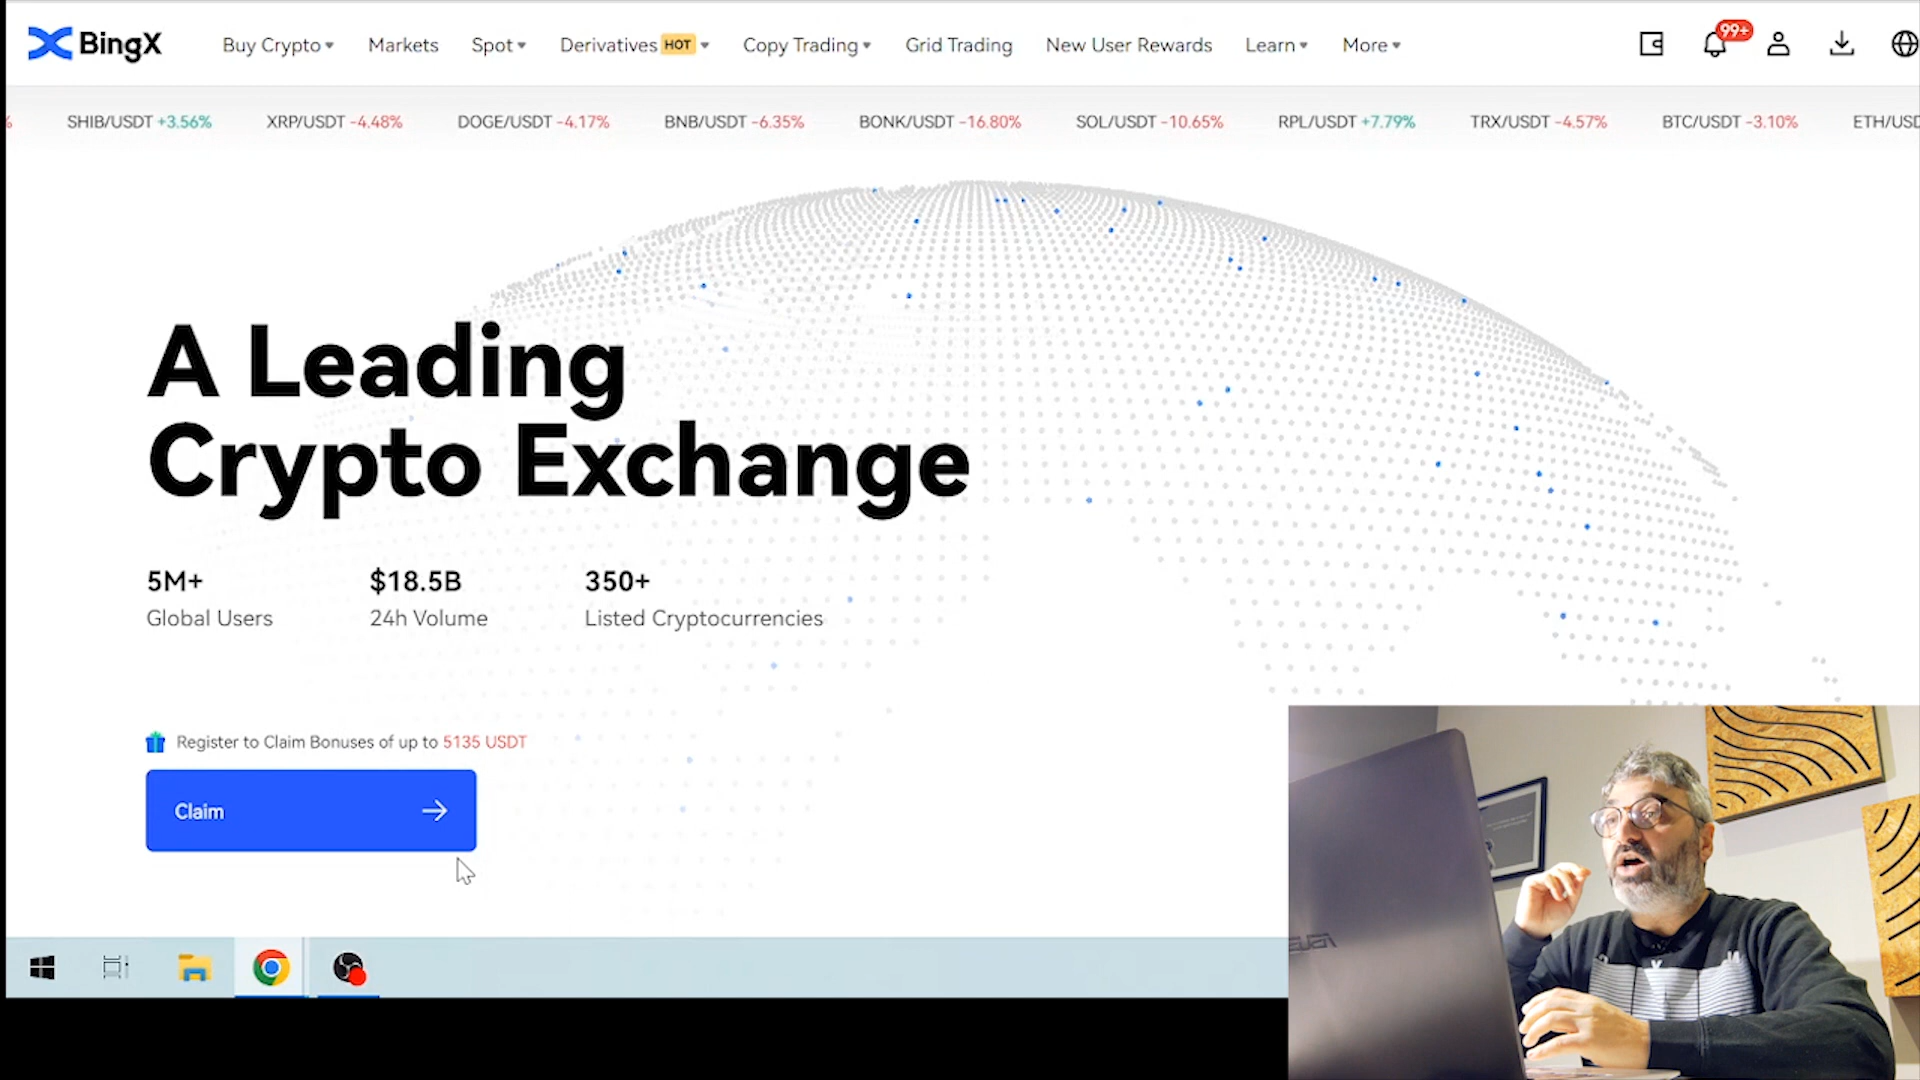 BingX
Buy Crypto Markets Spot Derivatives HOT Copy Trading Grid Trading New User Rewards Learn More 99+
% SHIB/USDT +3.56% XRP/USDT -4.48% DOGE/USDT -4.17% BNB/USDT -6.35% BONK/USDT -16.80% SOL/USDT -10.65% RPL/USDT +7.79% TRX/USDT -4.57% BTC/USDT -3.10% ETH/USD
A Leading
Crypto Exchange
5M+ $18.5B 350+
Global Users 24h Volume Listed Cryptocurrencies
Register to Claim Bonuses of up to 5135 USDT
Claim